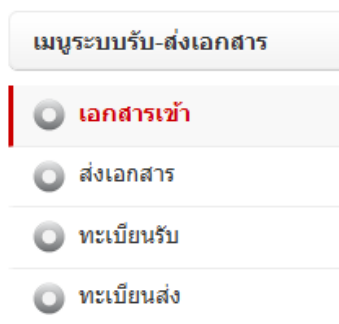 เมนูระบบรับ-ส่งเอกสาร
เอกสารเข้า
ส่งเอกสาร
ทะเบียนรับ
ทะเบียนส่ง